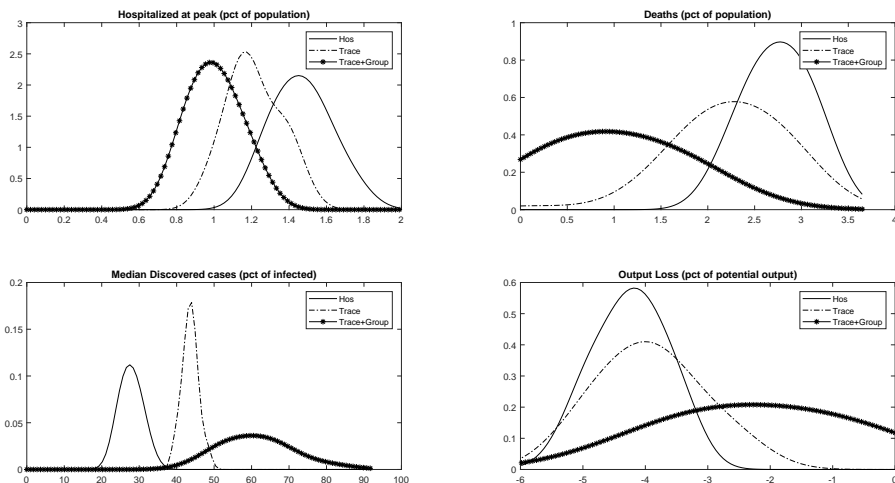 Hospitalized at peak (pct of population)
3
2.5
2
1.5
1
0.5
0
0 0.2 0.4 0.6 0.8 1 1.2 1.4 1.6 1.8 2
Hos
Trace
Trace+Group
Deaths (pct of population)
1
0.8
0.6
0.4
0.2
0
0 0.5 1 1.5 2 2.5 3 3.5 4
Hos
Trace
Trace+Group
Median Discovered cases (pct of infected)
0.2
0.15
0.1
0.05
0
0 10 20 30 40 50 60 70 80 90 100
Hos
Trace
Trace+Group
Output Loss (pct of potential output)
0.6
0.5
0.4
0.3
0.2
0.1
0
-6 -5 -4 -3 -2 -1 0
Hos
Trace
Trace+Group